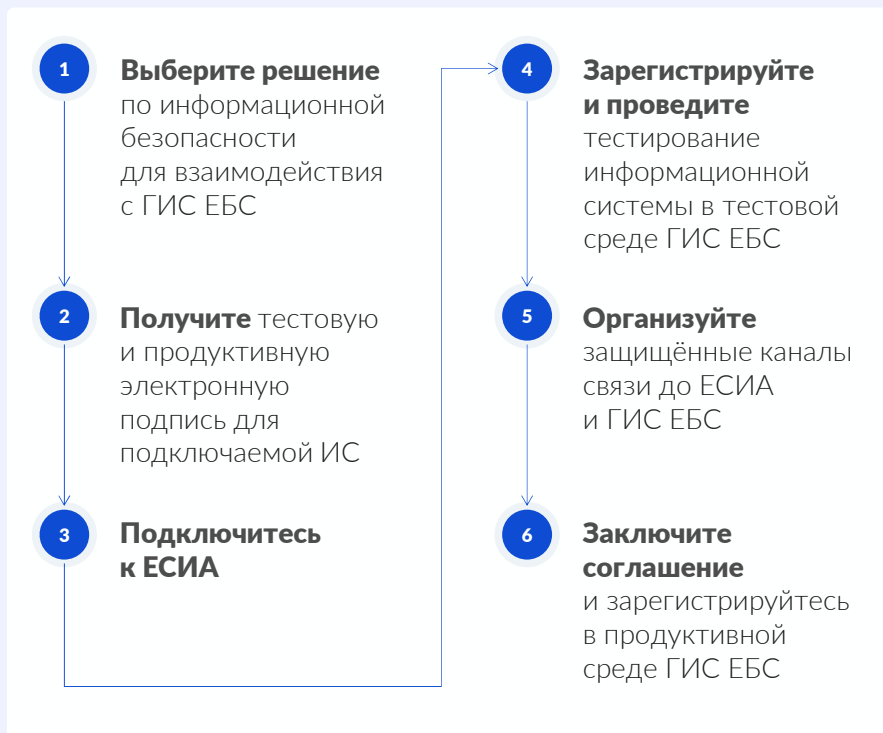 1
Выберите решение
по информационной
безопасности
для взаимодействия
с ГИС ЕБС
2
Получите тестовую
и продуктивную
электронную
подпись для
подключаемой ИС
3
Подключитесь
к ЕСИА
4
Зарегистрируйте
и проведите
тестирование
информационной
системы в тестовой
среде ГИС ЕБС
5
Организуйте
защищённые каналы
связи до ЕСИА
и ГИС ЕБС
6
Заключите
соглашение
и зарегистрируйтесь
в продуктивной
среде ГИС ЕБС